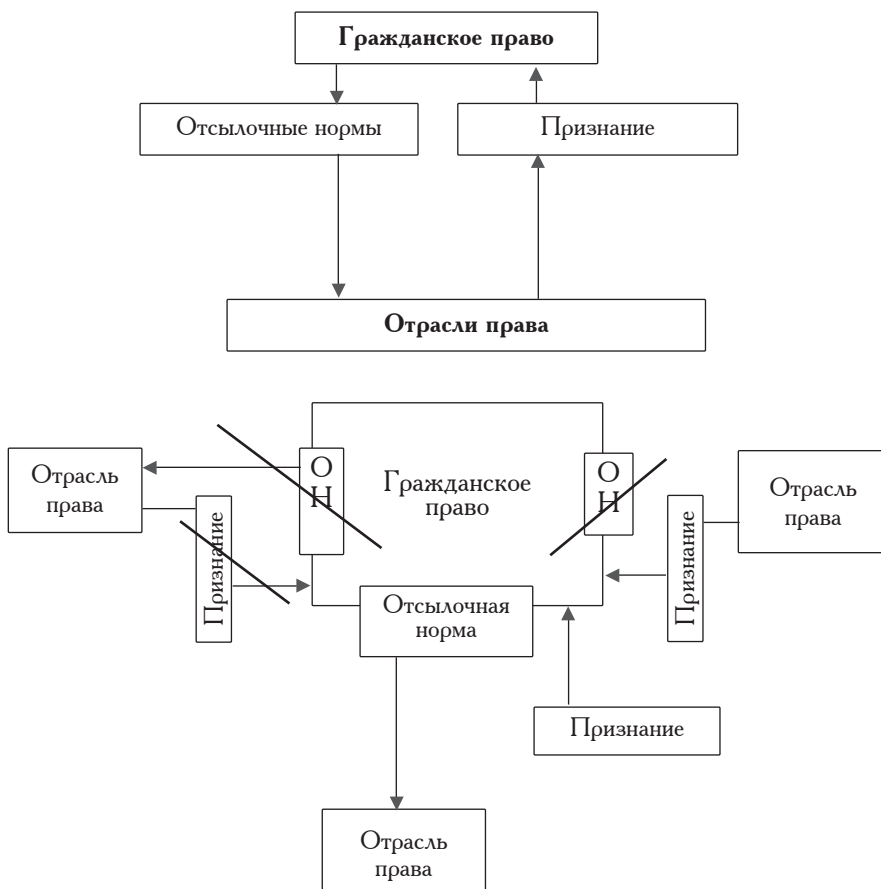 Гражданское право
Отсылочные нормы
Признание
Отрасли права
Отрасль
права
Признание
О
Н
Гражданское
право
О
Н
Признание
Отрасль
права
Отсылочная
норма
Признание
Отрасль
права